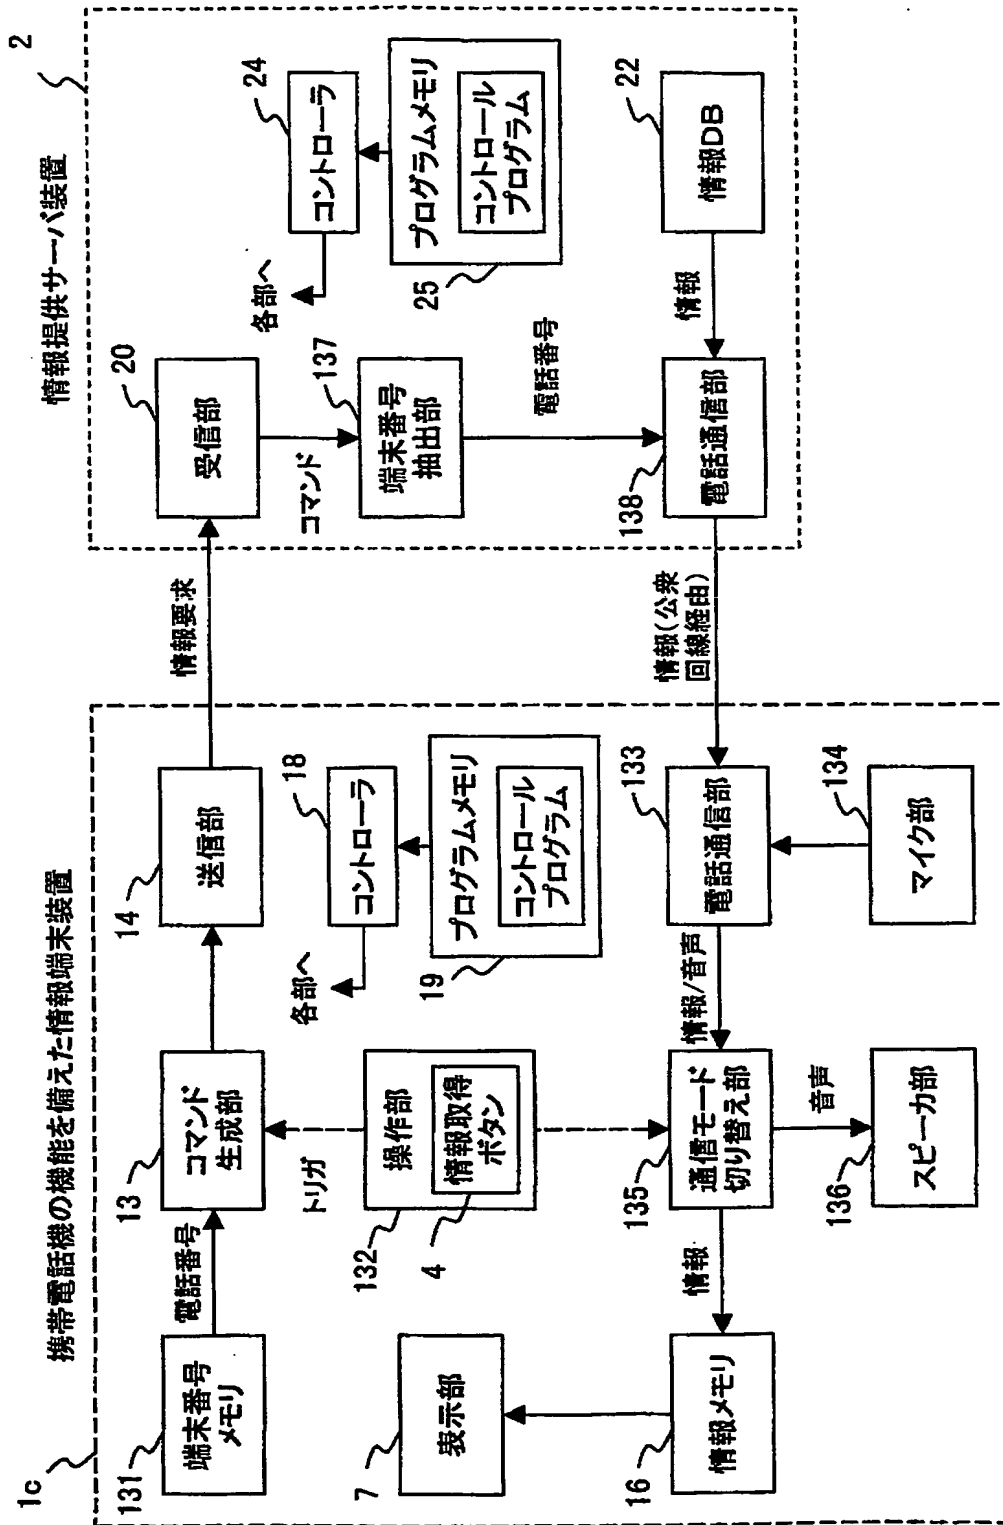 1c
携帯電話機の機能を備えた情報端末装置
131
端末番号
メモリ
電話番号
13
コマンド
生成部
14
送信部
情報要求
トリガ
132
操作部
4
情報取得
ボタン
各部へ
18
コントローラ
19
プログラムメモリ
コントロール
プログラム
7
表示部
16
情報メモリ
情報
135
通信モード
切り替え部
情報/音声
133
電話通信部
音声
136
スピーカ部
134
マイク部
情報(公衆
回線経由)
2
情報提供サーバ装置
20
受信部
コマンド
137
端末番号
抽出部
電話番号
138
電話通信部
各部へ
24
コントローラ
25
プログラムメモリ
コントロール
プログラム
情報
22
情報DB